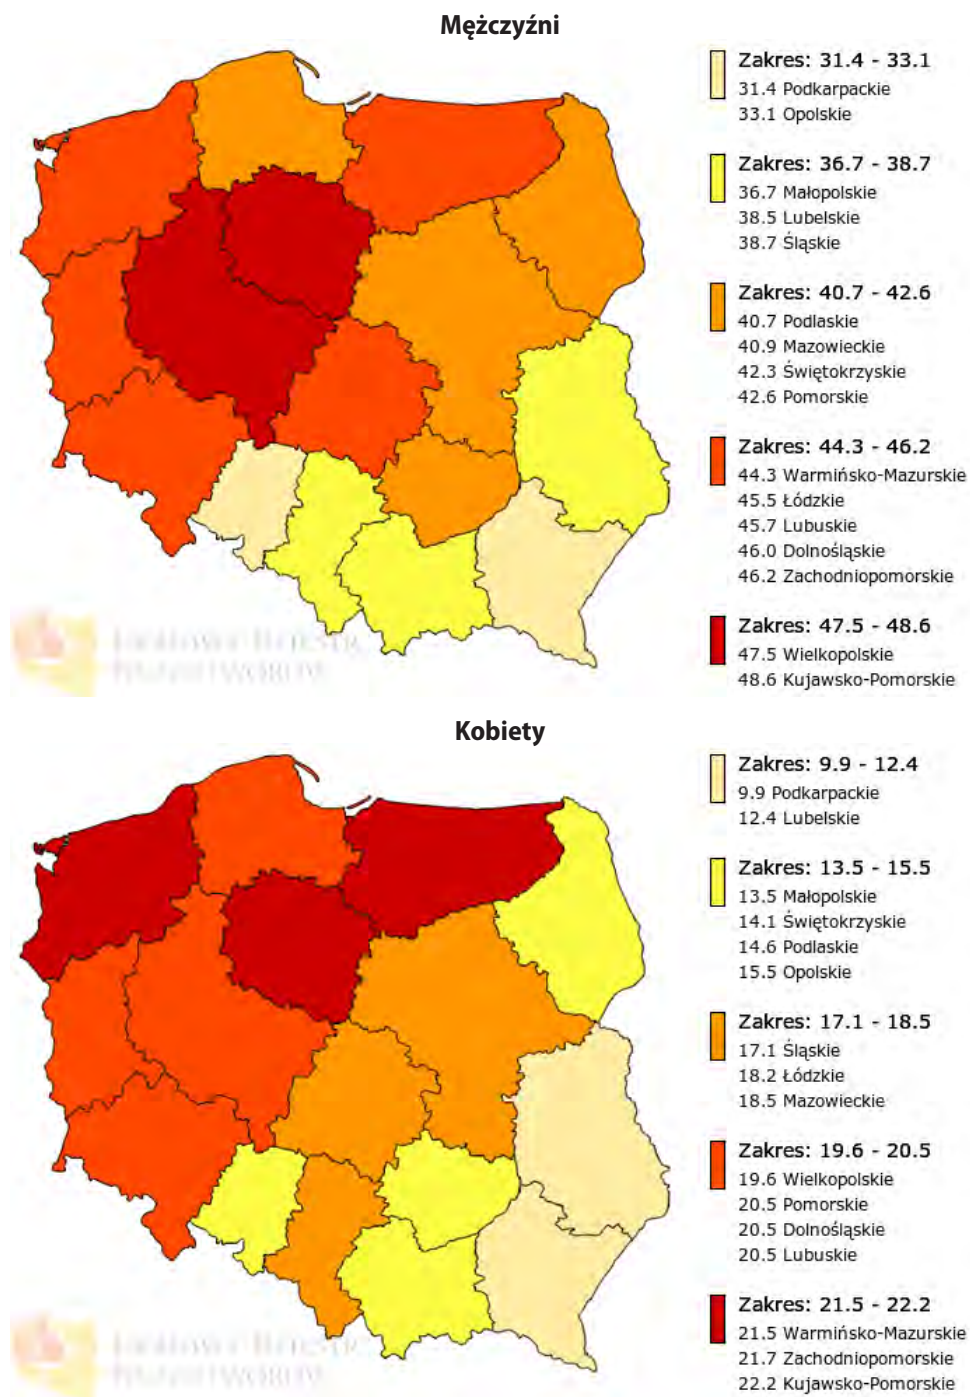 Mężczyźni
Zakres: 31.4 - 33.1
31.4 Podkarpackie
33.1 Opolskie
Zakres: 36.7 - 38.7
36.7 Małopolskie
38.5 Lubelskie
38.7 Śląskie
Zakres: 40.7 - 42.6
40.7 Podlaskie
40.9 Mazowieckie
42.3 Świętokrzyskie
42.6 Pomorskie
Zakres: 44.3 - 46.2
44.3 Warmińsko-Mazurskie
45.5 Łódzkie
45.7 Lubuskie
46.0 Dolnośląskie
46.2 Zachodniopomorskie
Zakres: 47.5 - 48.6
47.5 Wielkopolskie
48.6 Kujawsko-Pomorskie
Kobiety
Zakres: 9.9 - 12.4
9.9 Podkarpackie
12.4 Lubelskie
Zakres: 13.5 - 15.5
13.5 Małopolskie
14.1 Świętokrzyskie
14.6 Podlaskie
15.5 Opolskie
Zakres: 17.1 - 18.5
17.1 Śląskie
18.2 Łódzkie
18.5 Mazowieckie
Zakres: 19.6 - 20.5
19.6 Wielkopolskie
20.5 Pomorskie
20.5 Dolnośląskie
20.5 Lubuskie
Zakres: 21.5 - 22.2
21.5 Warmińsko-Mazurskie
21.7 Zachodniopomorskie
22.2 Kujawsko-Pomorskie